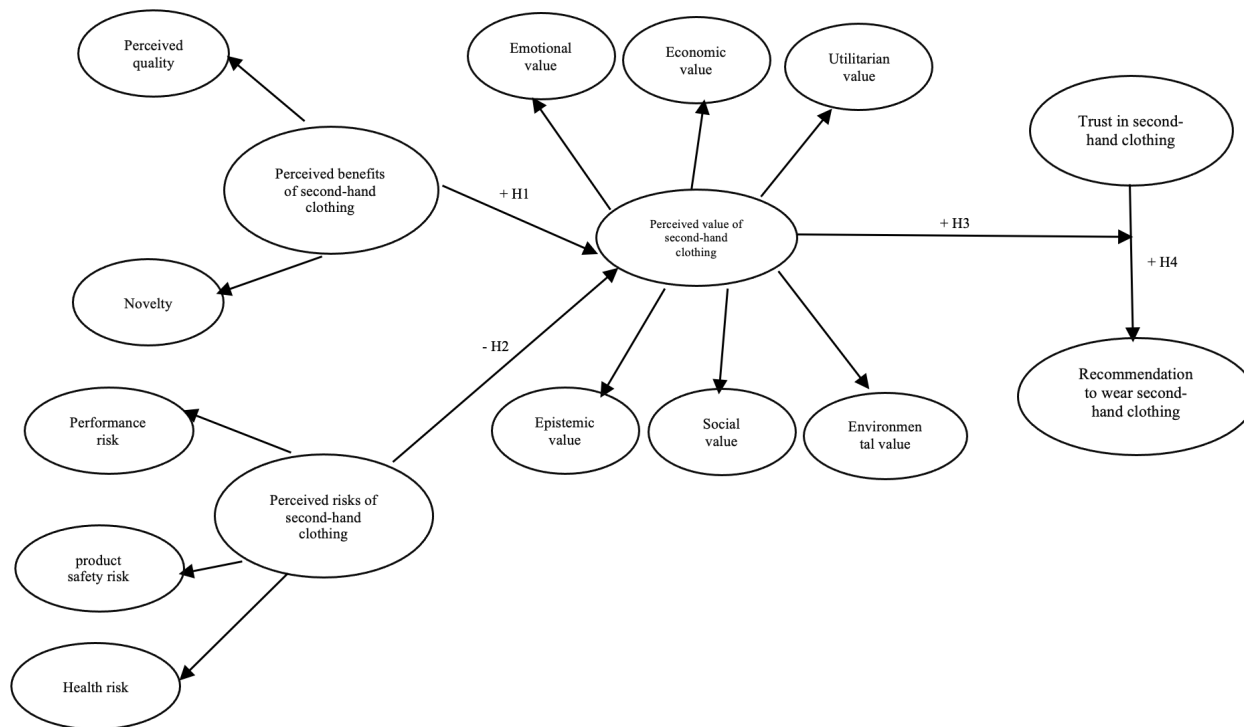 Perceived
quality
Emotional
value
Economic
value
Utilitarian
value
Trust in second-
hand clothing
Perceived benefits
of second-hand
clothing
+ H1
Perceived value of
second-hand
clothing
+ H3
+ H4
Novelty
- H2
Performance
risk
Epistemic
value
Social
value
Environmen
tal value
Recommendation
to wear second-
hand clothing
Perceived risks of
second-hand
clothing
product
safety risk
Health risk